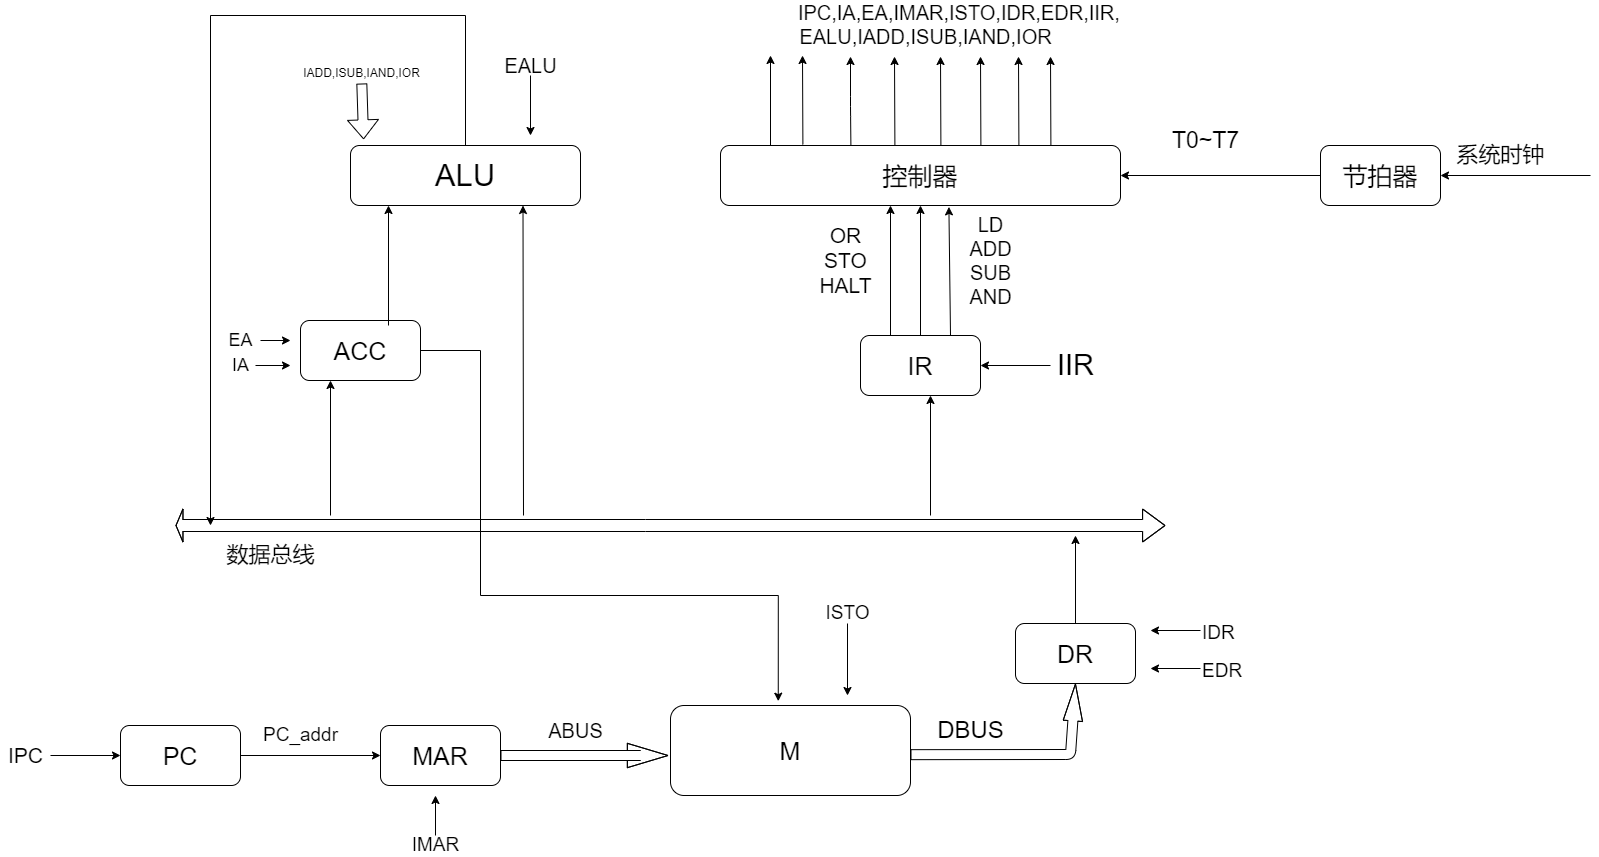 IPC,IA,EA,IMAR,ISTO,IDR,EDR,IIR,
EALU,IADD,ISUB,IAND,IOR
IADD,ISUB,IAND,IOR
EALU
ALU
控制器
T0~T7
节拍器
系统时钟
OR
STO
HALT
LD
ADD
SUB
AND
EA
IA
ACC
IR
IIR
数据总线
ISTO
DR
IDR
EDR
IPC
PC
PC_addr
MAR
IMAR
ABUS
M
DBUS